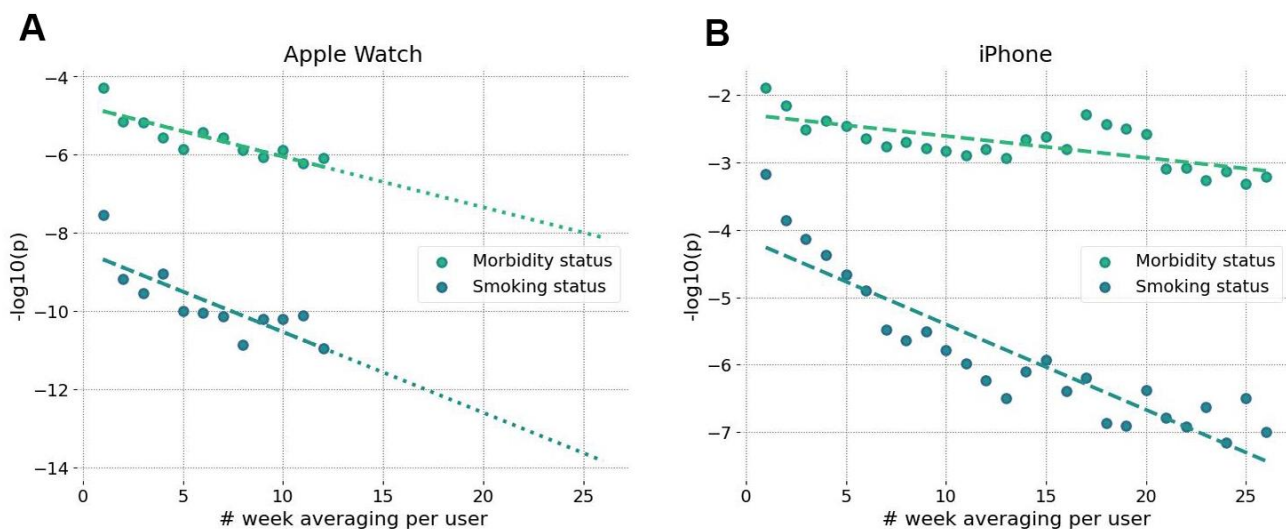 A
Apple Watch
-log10(p)
−4
−6
−8
−10
−12
−14
Morbidity status
Smoking status
0 5 10 15 20 25
# week averaging per user
B
iPhone
-log10(p)
−2
−3
−4
−5
−6
−7
Morbidity status
Smoking status
0 5 10 15 20 25
# week averaging per user